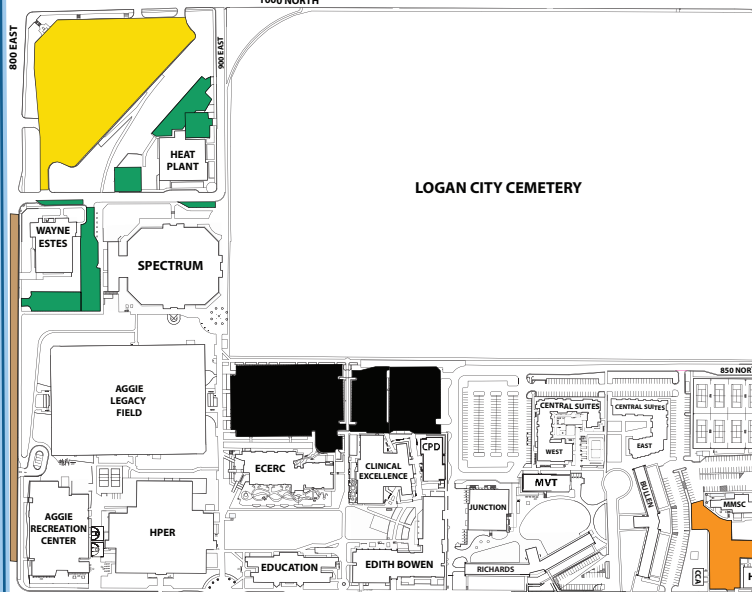 1000 NORTH
800 EAST
900 EAST
HEAT
PLANT
LOGAN CITY CEMETERY
WAYNE
ESTES
SPECTRUM
850 NORT
AGGIE
LEGACY
FIELD
CENTRAL SUITES
CENTRAL SUITES
WEST
EAST
CPD
ECERC
CLINICAL
EXCELLENCE
MVT
BULLEN
MMSC
JUNCTION
AGGIE
RECREATION
CENTER
HPER
EDUCATION
EDITH BOWEN
RICHARDS
CCA
H